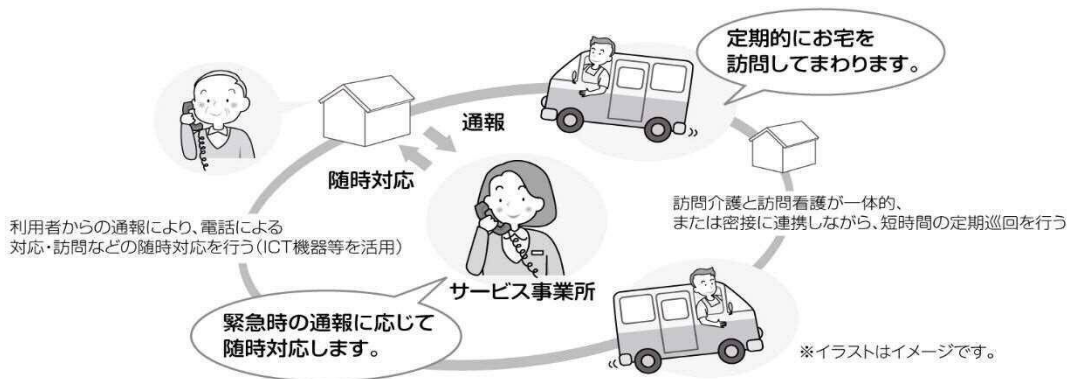 定期的にお宅を
訪問してまわります。
通報
随時対応
利用者からの通報により、電話による
対応・訪問などの随時対応を行う(ICT機器等を活用)
訪問介護と訪問看護が一体的、
または密接に連携しながら、短時間の定期巡回を行う
サービス事業所
緊急時の通報に応じて
随時対応します。
※イラストはイメージです。